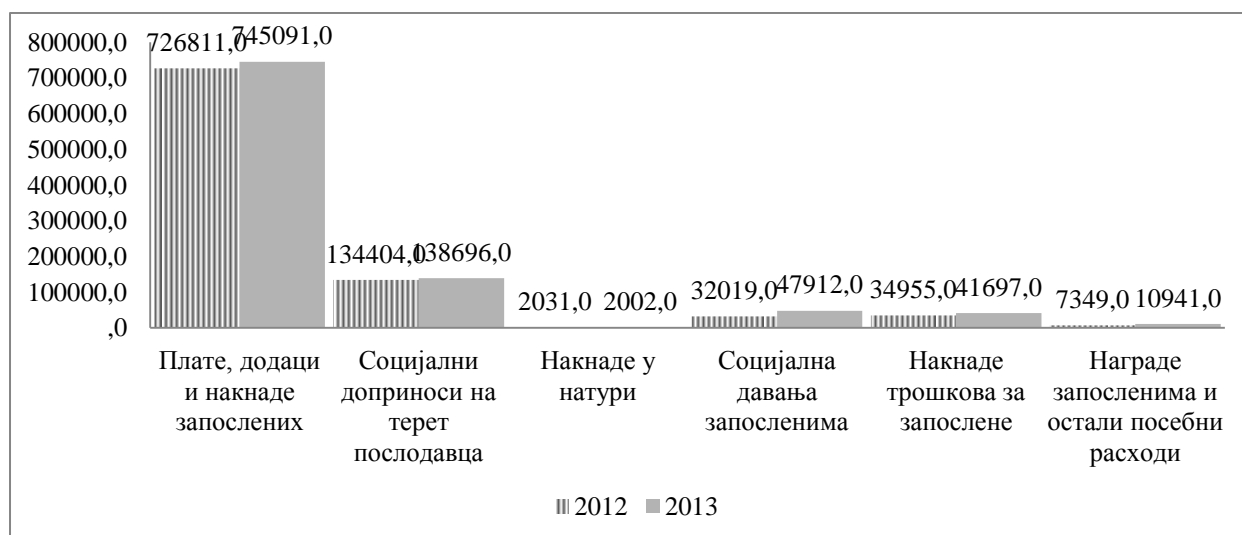 800000,0
700000,0
600000,0
500000,0
400000,0
300000,0
200000,0
100000,0
,0
726811,0
745091,0
134404,0
138696,0
2031,0
2002,0
32019,0
47912,0
34955,0
41697,0
7349,0
10941,0
Плате, додаци
и накнаде
запослених
Социјални
доприноси на
терет
послодавца
Накнаде у
натури
Социјална
давања
запосленима
Накнаде
трошкова за
запослене
Награде
запосленима и
остали посебни
расходи
2012
2013